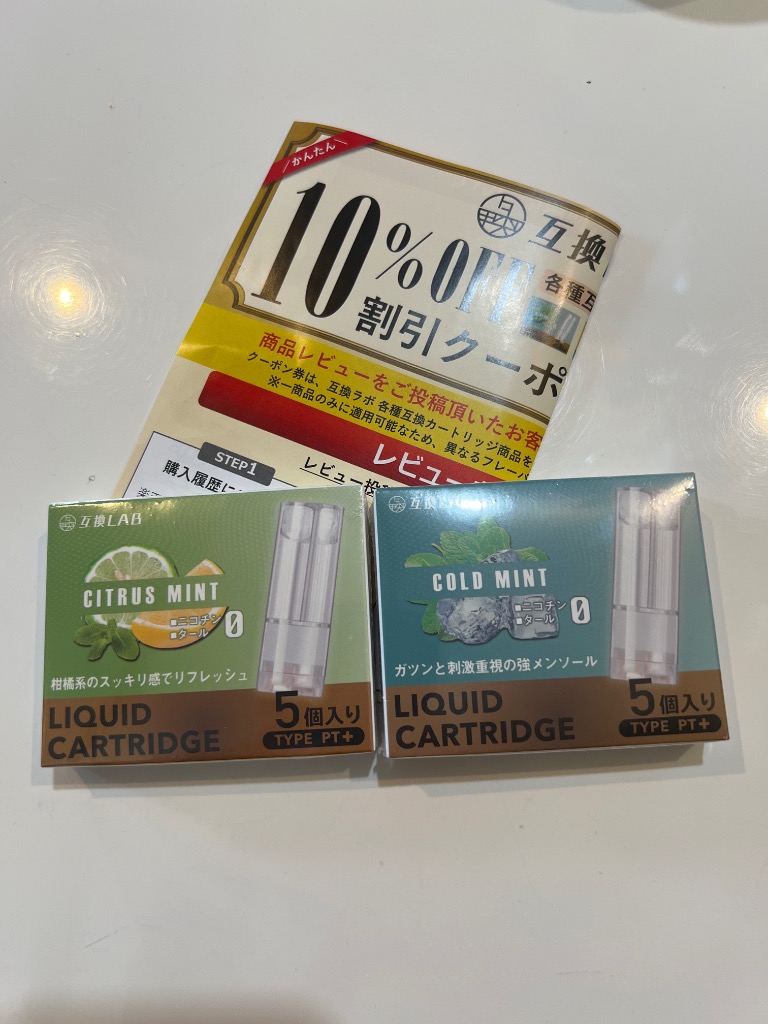 かんたん
10%OFF
互換
各種互
割引クーポ
商品レビューをご投稿頂いたお客
クーポン券は、互換ラボ 各種互換カートリッジ商品を
※一商品のみに適用可能なため、異なるフレーバ
レビュー
STEP1
購入履歴に
レビュー投
互換LAB
CITRUS MINT
■ニコチン
■タール
0
柑橘系のスッキリ感でリフレッシュ
LIQUID
CARTRIDGE
5個入り
TYPE PT+
互換
COLD MINT
■ニコチン
■タール
0
ガツンと刺激重視の強メンソール
LIQUID
CARTRIDGE
5個入り
TYPE PT+